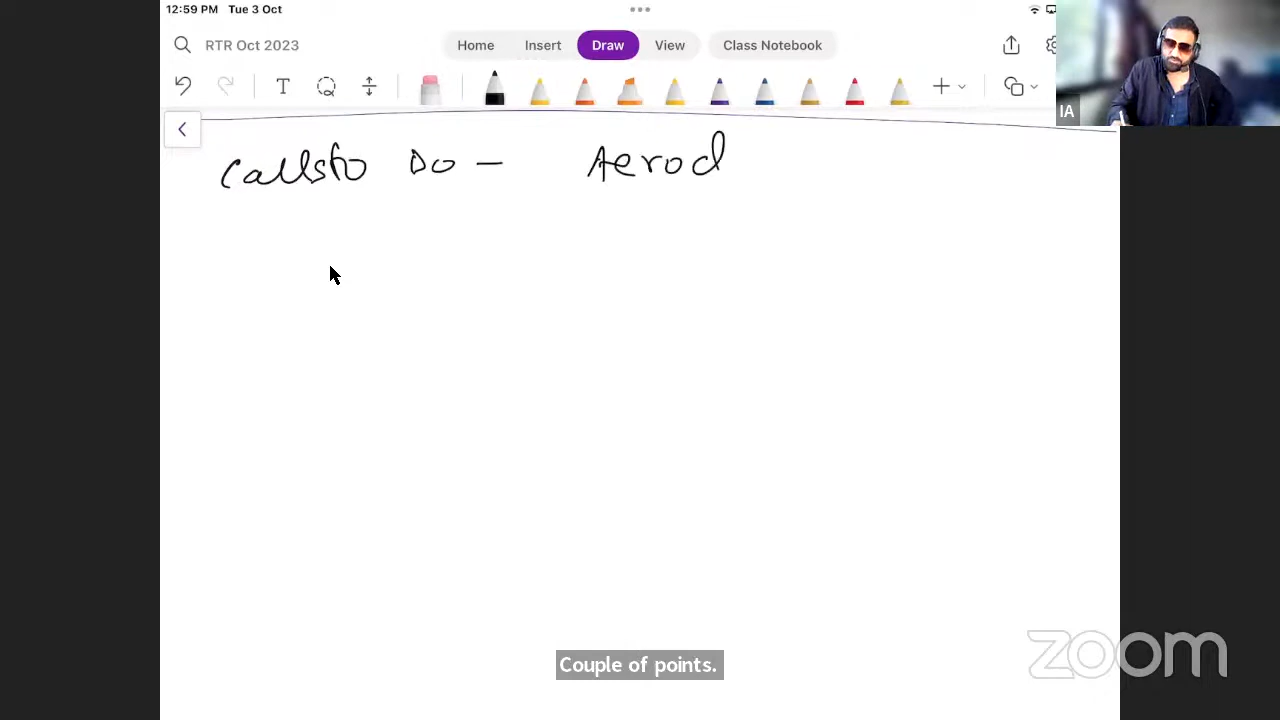 12:59 PM Tue 3 Oct
RTR Oct 2023
Home Insert Draw View Class Notebook
T
IA
Callsto Do - Aerod
Couple of points.
zoom